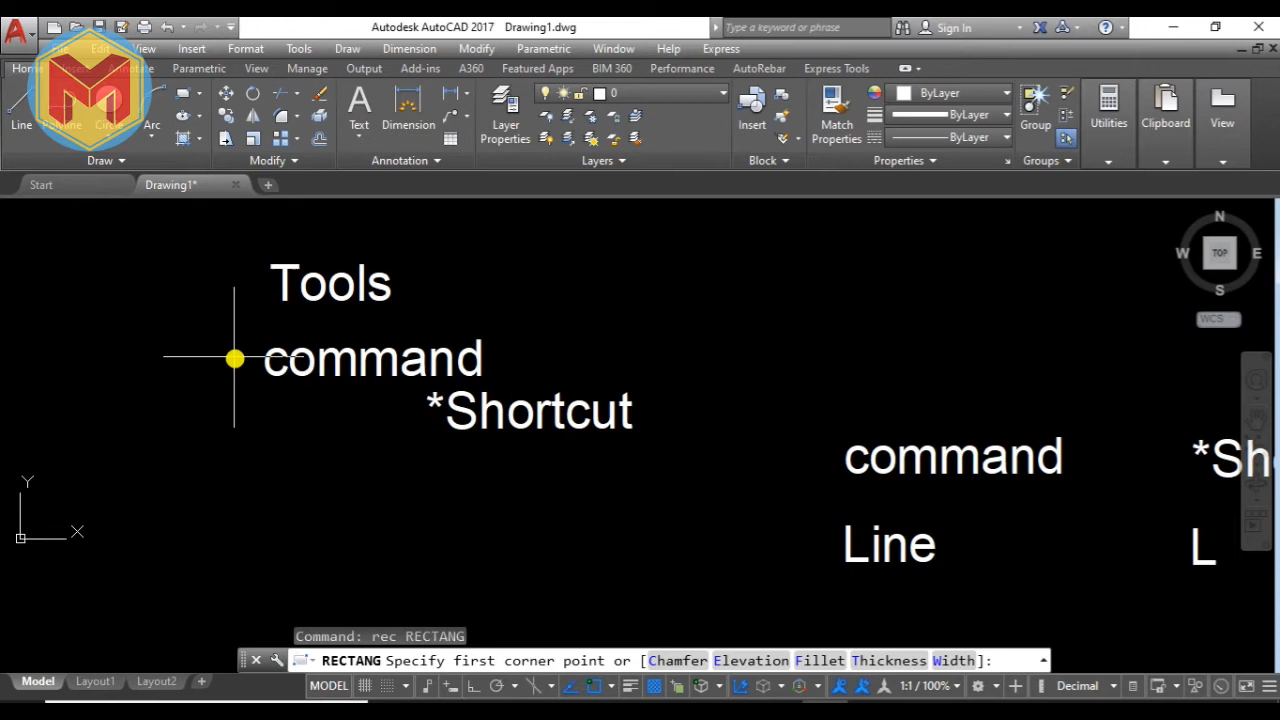 Autodesk AutoCAD 2017 Drawing1.dwg
Type a keyword or phrase
Sign In
Edit View Insert Format Tools Draw Dimension Modify Parametric Window Help Express
Home Annotate Parametric View Manage Output Add-ins A360 Featured Apps BIM 360 Performance AutoRebar Express Tools
0
ByLayer
ByLayer
ByLayer
Line Polyline Circle Arc
Text Dimension
Layer Properties
Insert
Match Properties
Group
Utilities Clipboard View
Draw Modify Annotation Layers Block Properties Groups
Start Drawing1*
N
W TOP E
S
WCS
Tools
command
*Shortcut
command *Sh
Line L
Y
X
Command: rec RECTANG
RECTANG Specify first corner point or [Chamfer Elevation Fillet Thickness Width]:
Model Layout1 Layout2
MODEL 1:1 / 100% Decimal